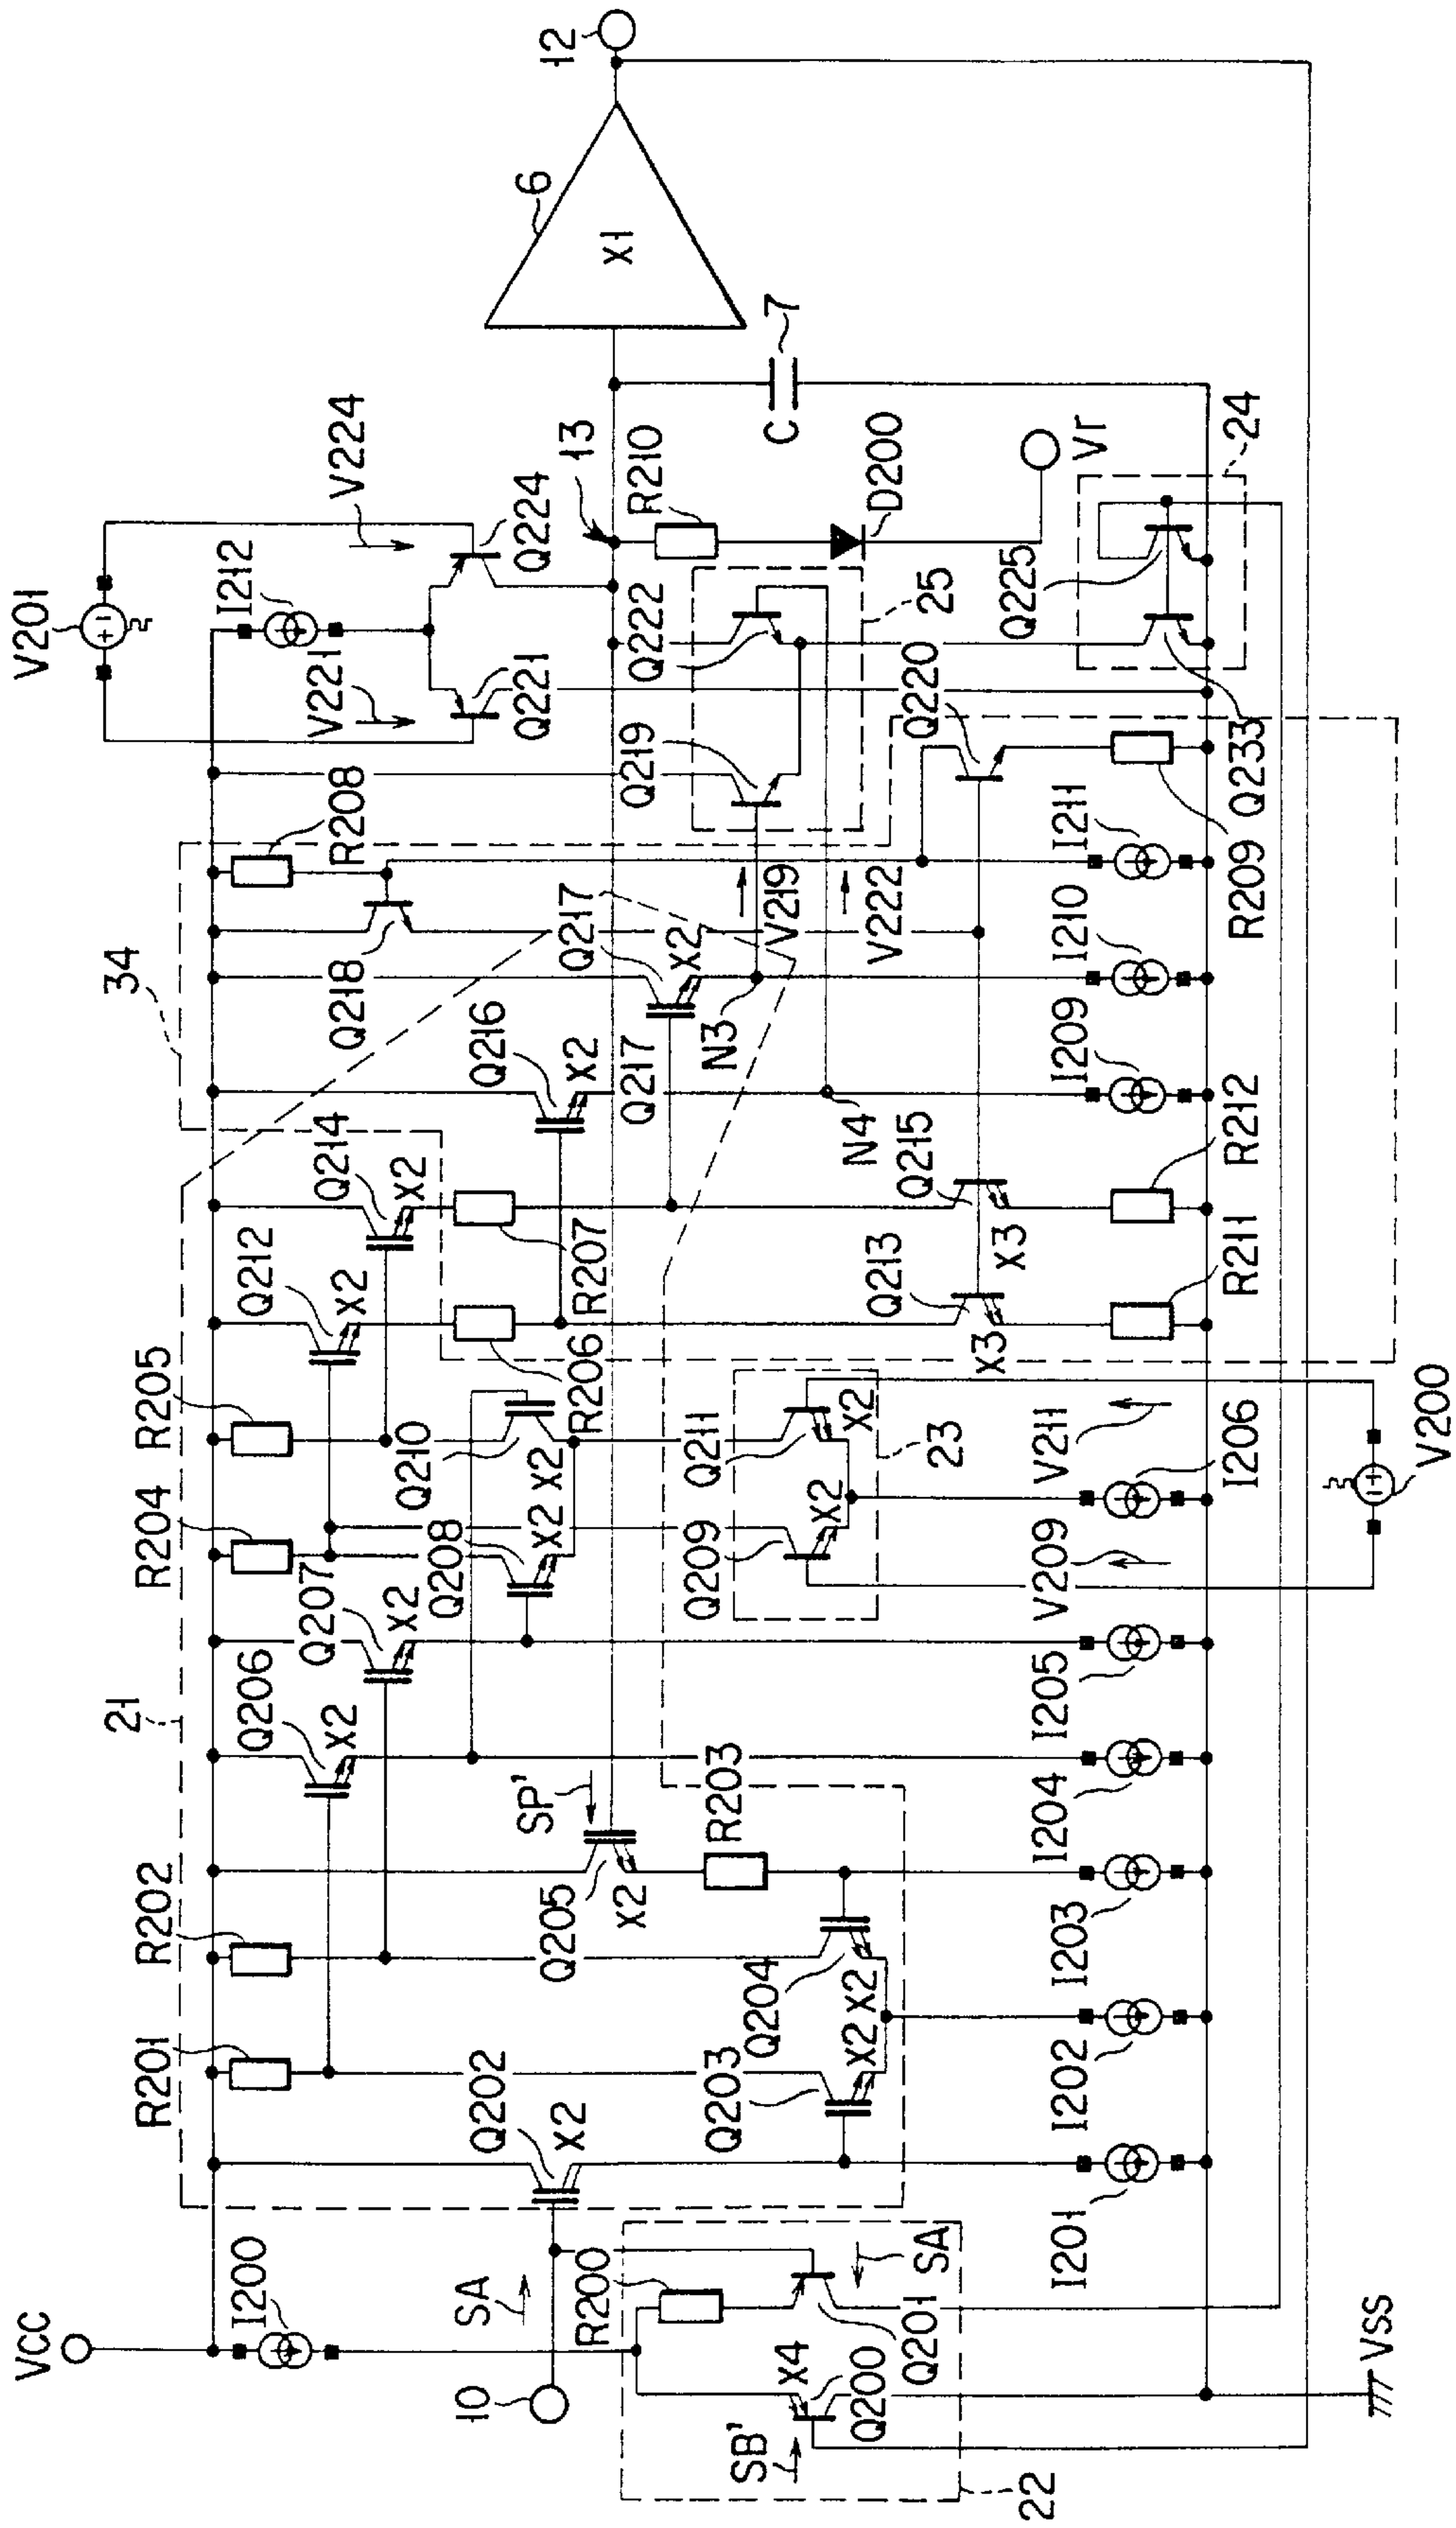 VCC
I200
10
SA
R200
SA
Q201
X4
Q200
SB'
22
VSS
21
R201
R202
Q202
X2
Q203
X2
Q204
X2
Q205
X2
SP'
R203
I201
I202
I203
I204
I205
Q206
X2
Q207
X2
R204
R205
Q208
X2
Q210
X2
R206
Q209
X2
Q211
X2
23
V209
V211
I206
V200
Q212
X2
Q214
X2
R207
Q213
X3
Q215
X3
R211
R212
34
Q216
X2
Q217
Q217
X2
N3
N4
I209
I210
I211
Q218
R208
V219
V222
Q219
Q222
25
Q220
R209
Q233
Q225
24
V201
V221
I212
V224
Q221
Q224
13
R210
D200
Vr
C
7
6
X1
12